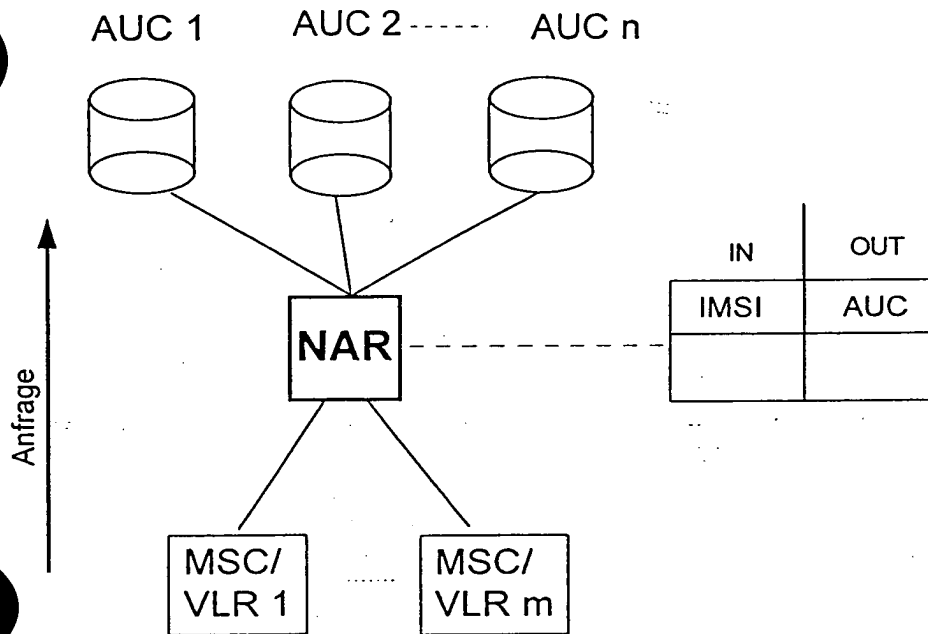 AUC 1 AUC 2 AUC n
IN OUT
IMSI AUC
NAR
Anfrage
MSC/ MSC/
VLR 1 VLR m